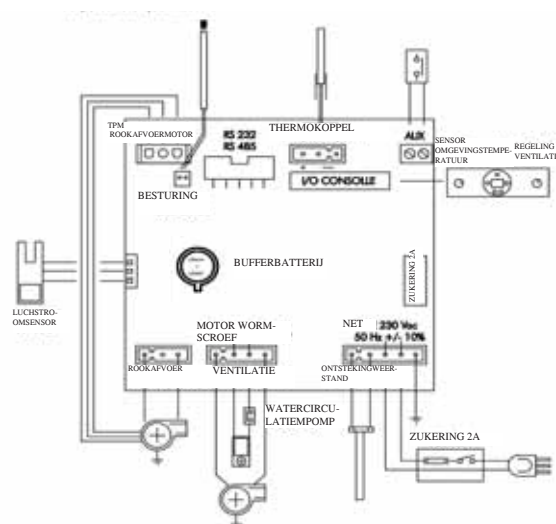 TPM
ROOKAFVOERMOTOR
RS 232
RS 485
THERMOKOPPEL
AUX
SENSOR
OMGEVINGSTEMPE-
RATUUR
REGELING
VENTILATI
BESTURING
I/O CONSOLLE
BUFFERBATTERIJ
ZUKERING 2A
LUCHSTRO-
OMSENSOR
MOTOR WORM-
SCROEF
NET
230 Vac
50 Hz +/- 10%
ROOKAFVOER
VENTILATIE
ONTSTEKINGWEER-
STAND
WATERCIRCU-
LATIEMPOMP
ZUKERING 2A